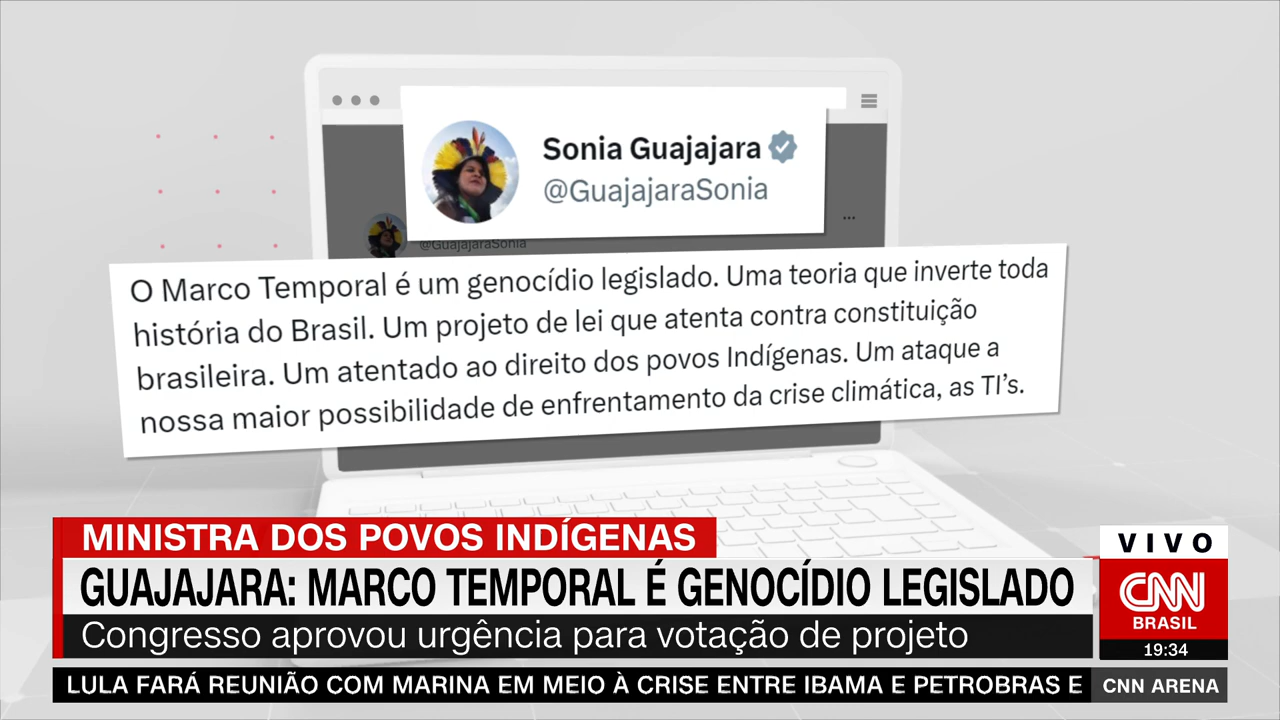 Sonia Guajajara
@GuajajaraSonia
@GuajajaraSonia
O Marco Temporal é um genocídio legislado. Uma teoria que inverte toda
história do Brasil. Um projeto de lei que atenta contra constituição
brasileira. Um atentado ao direito dos povos Indígenas. Um ataque a
nossa maior possibilidade de enfrentamento da crise climática, as TI's.
MINISTRA DOS POVOS INDÍGENAS
GUAJAJARA: MARCO TEMPORAL É GENOCÍDIO LEGISLADO
Congresso aprovou urgência para votação de projeto
VIVO
CNN
BRASIL
19:34
LULA FARÁ REUNIÃO COM MARINA EM MEIO À CRISE ENTRE IBAMA E PETROBRAS E
CNN ARENA